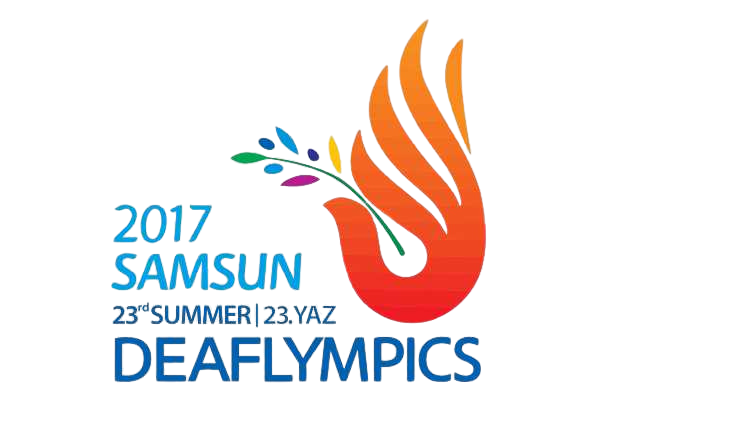 2017
SAMSUN
23rd SUMMER | 23.YAZ
DEAFLYMPICS